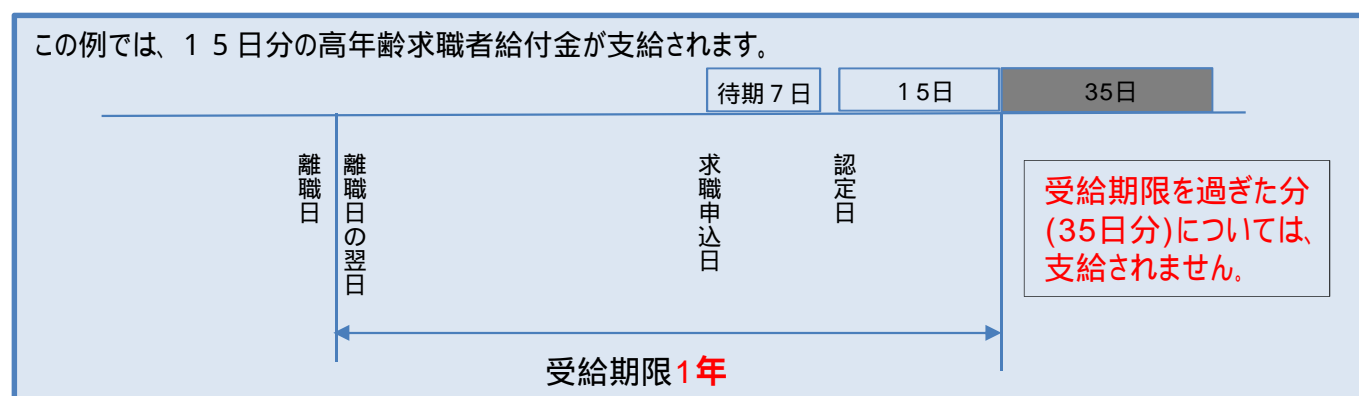 この例では、15日分の高年齢求職者給付金が支給されます。
待期7日
15日
35日
離職日
離職日の翌日
求職申込日
認定日
受給期限を過ぎた分
(35日分)については、
支給されません。
受給期限1年